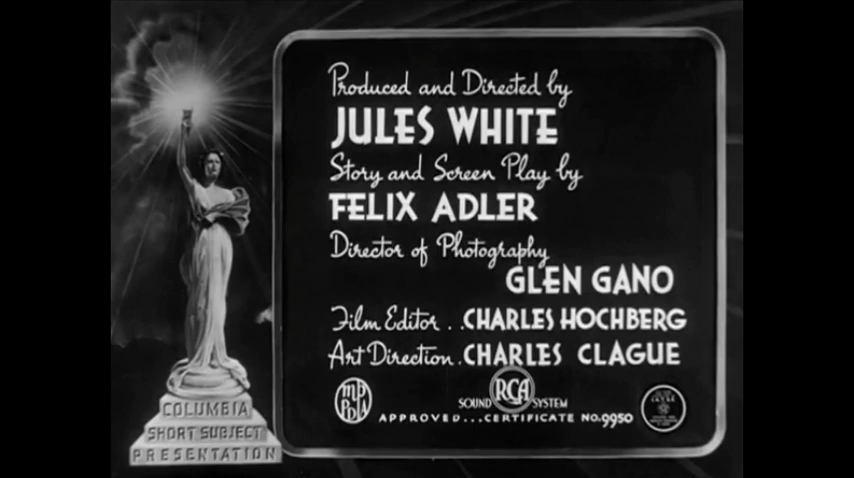 Produced and Directed by
JULES WHITE
Story and Screen Play by
FELIX ADLER
Director of Photography
GLEN GANO
Film Editor . . CHARLES HOCHBERG
Art Direction . CHARLES CLAGUE
MPPDA
SOUND RCA SYSTEM
APPROVED...CERTIFICATE NO. 9950
COLUMBIA
SHORT SUBJECT
PRESENTATION